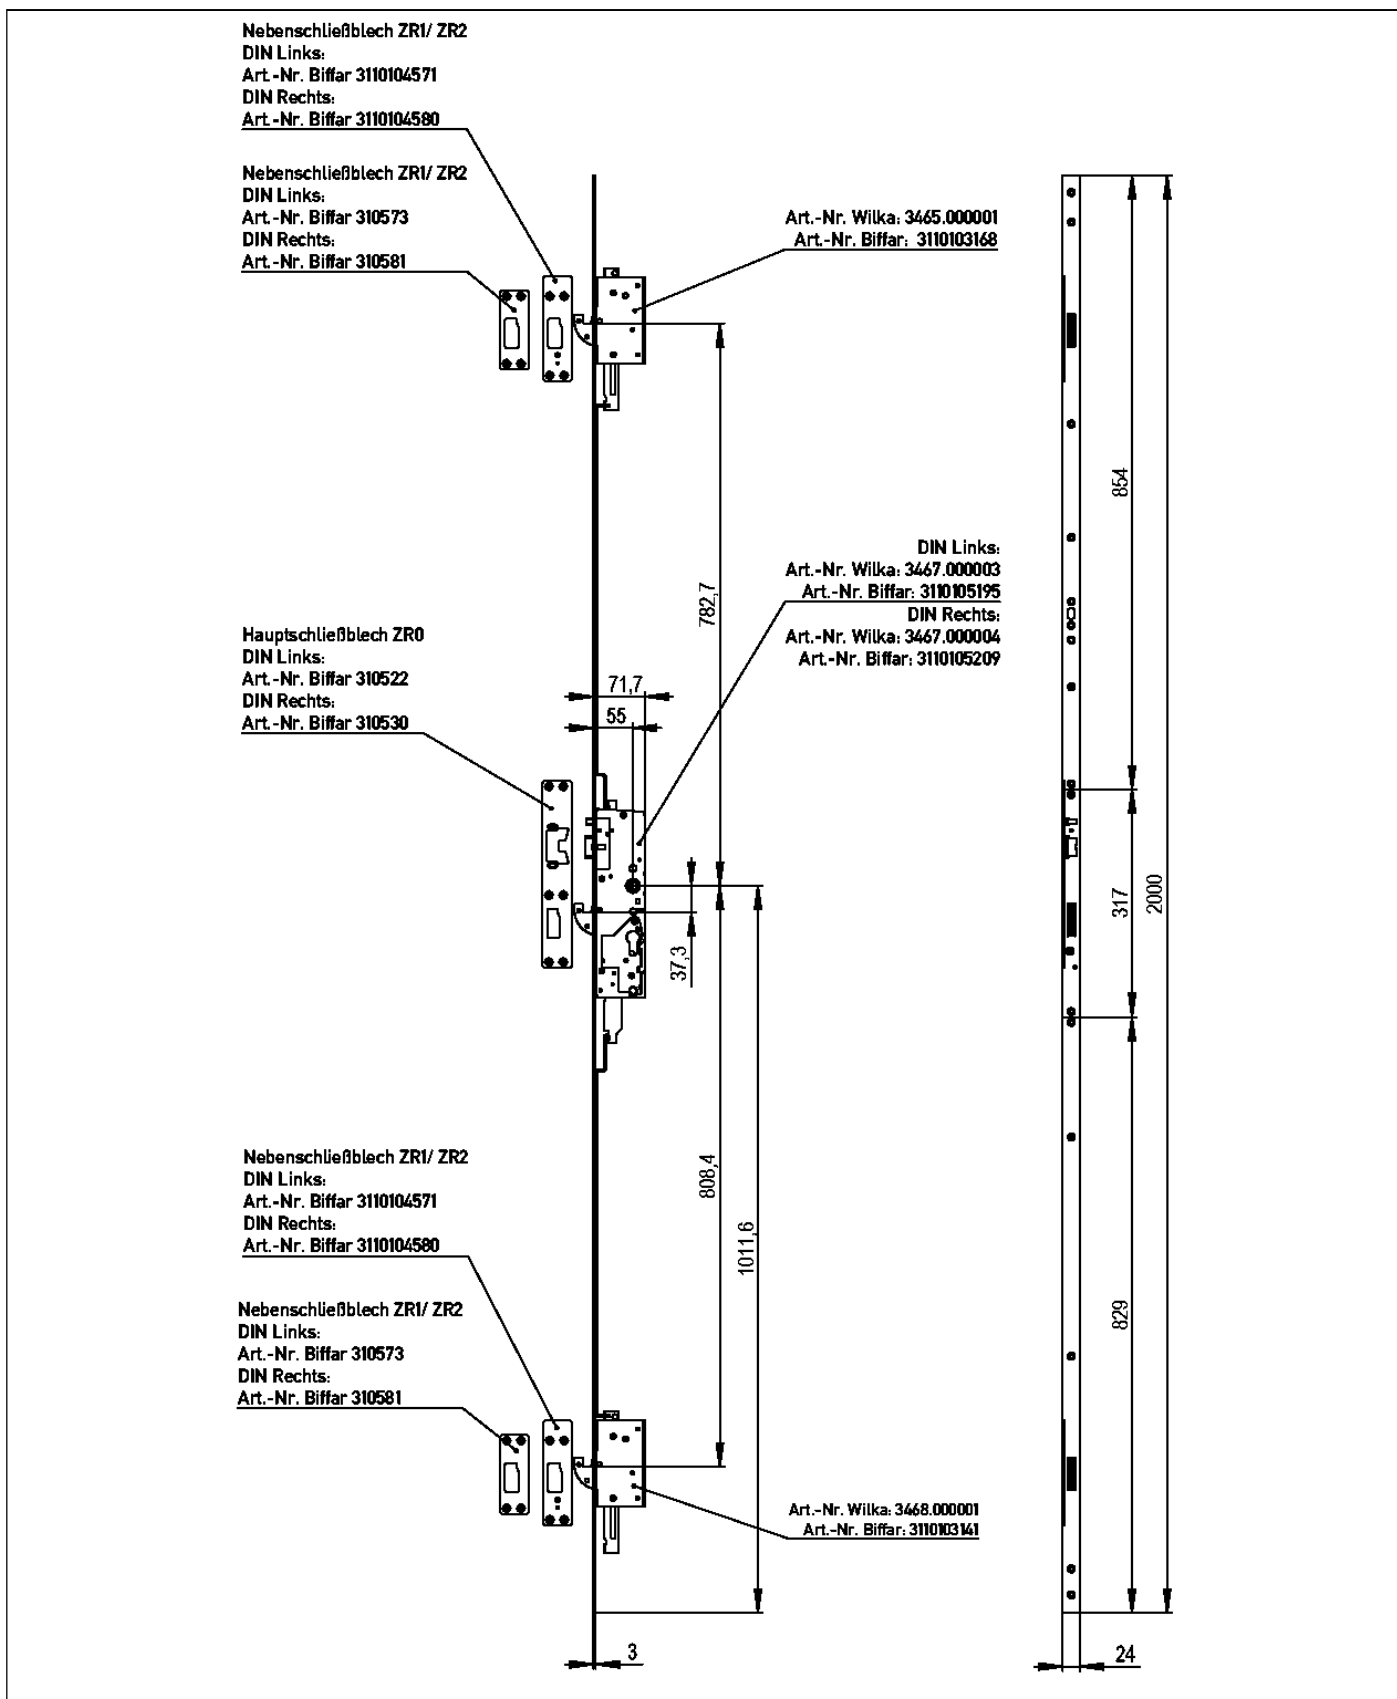 Nebenschließblech ZR1/ ZR2
DIN Links:
Art.-Nr. Biffar 3110104571
DIN Rechts:
Art.-Nr. Biffar 3110104580
Nebenschließblech ZR1/ ZR2
DIN Links:
Art.-Nr. Biffar 310573
DIN Rechts:
Art.-Nr. Biffar 310581
Art.-Nr. Wilka: 3465.000001
Art.-Nr. Biffar: 3110103168
854
DIN Links:
Art.-Nr. Wilka: 3467.000003
Art.-Nr. Biffar: 3110105195
DIN Rechts:
Art.-Nr. Wilka: 3467.000004
Art.-Nr. Biffar: 3110105209
782,7
Hauptschließblech ZR0
DIN Links:
Art.-Nr. Biffar 310522
DIN Rechts:
Art.-Nr. Biffar 310530
71,7
55
317
2000
37,3
Nebenschließblech ZR1/ ZR2
DIN Links:
Art.-Nr. Biffar 3110104571
DIN Rechts:
Art.-Nr. Biffar 3110104580
808,4
1011,6
829
Nebenschließblech ZR1/ ZR2
DIN Links:
Art.-Nr. Biffar 310573
DIN Rechts:
Art.-Nr. Biffar 310581
Art.-Nr. Wilka: 3468.000001
Art.-Nr. Biffar: 3110103141
3
24